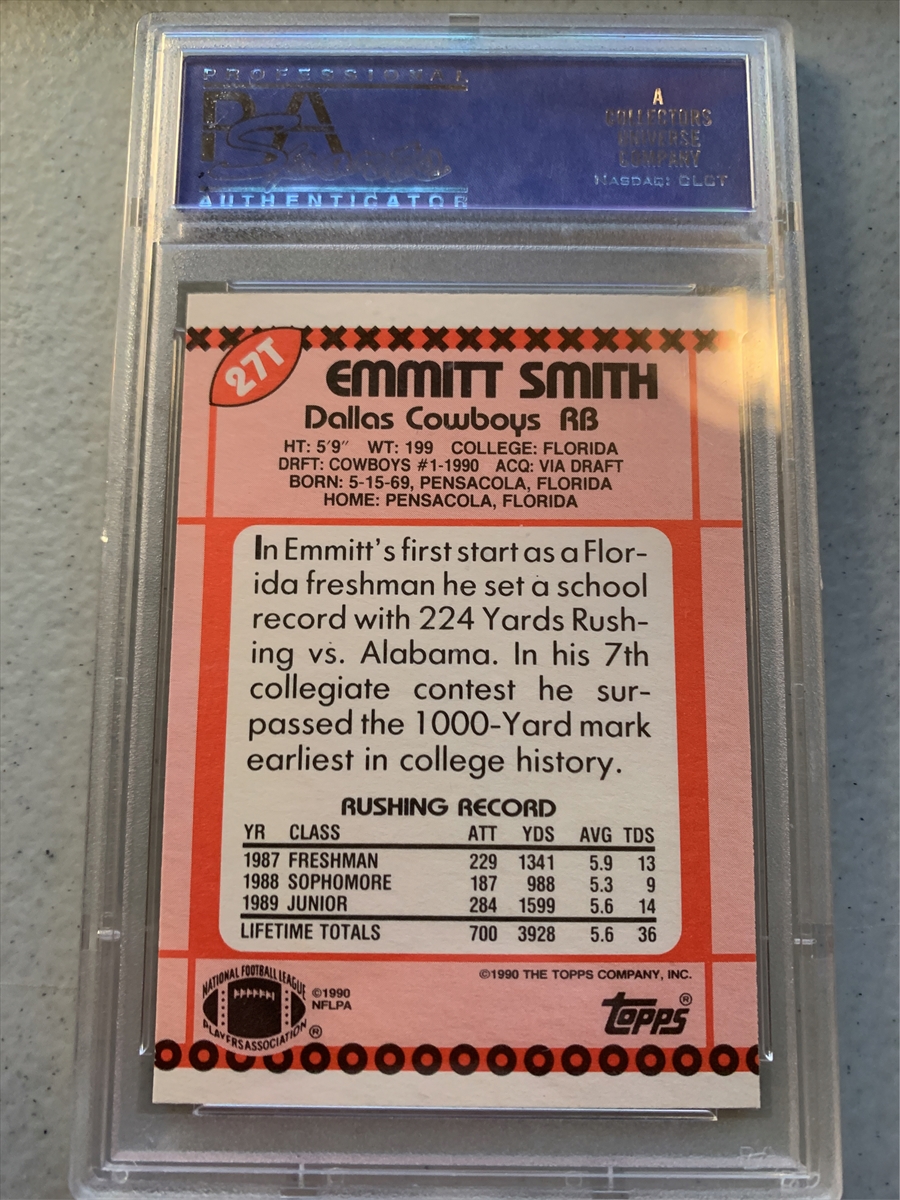 PROFESSIONAL
PSA
Sports
AUTHENTICATOR
A
COLLECTORS
UNIVERSE
COMPANY
NASDAQ: CLCT
27T
EMMITT SMITH
Dallas Cowboys RB
HT: 5'9" WT: 199 COLLEGE: FLORIDA
DRFT: COWBOYS #1-1990 ACQ: VIA DRAFT
BORN: 5-15-69, PENSACOLA, FLORIDA
HOME: PENSACOLA, FLORIDA
In Emmitt's first start as a Flor-
ida freshman he set a school
record with 224 Yards Rush-
ing vs. Alabama. In his 7th
collegiate contest he sur-
passed the 1000-Yard mark
earliest in college history.
RUSHING RECORD
YR CLASS ATT YDS AVG TDS
1987 FRESHMAN 229 1341 5.9 13
1988 SOPHOMORE 187 988 5.3 9
1989 JUNIOR 284 1599 5.6 14
LIFETIME TOTALS 700 3928 5.6 36
NATIONAL FOOTBALL LEAGUE
PLAYERS ASSOCIATION ®
©1990
NFLPA
©1990 THE TOPPS COMPANY, INC.
Topps®